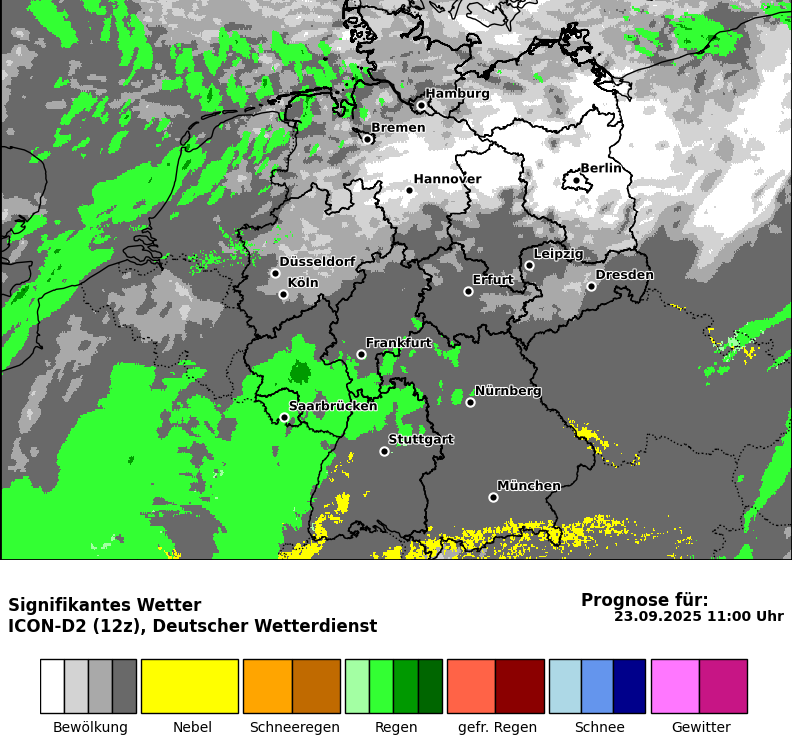 Hamburg
Bremen
Berlin
Hannover
Leipzig
Düsseldorf
Dresden
Köln
Erfurt
Frankfurt
Nürnberg
Saarbrücken
Stuttgart
München
Signifikantes Wetter
Prognose für:
ICON-D2 (12z), Deutscher Wetterdienst
23.09.2025 11:00 Uhr
Bewölkung Nebel Schneeregen Regen gefr. Regen Schnee Gewitter